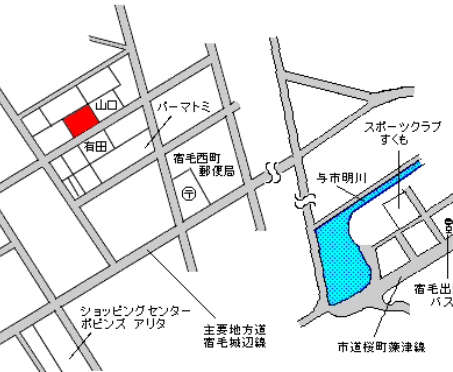 山口
パーマトミ
有田
宿毛西町
郵便局
〒
スポーツクラブ
すくも
与市明川
ショッピングセンター
ポピンズ アリタ
主要地方道
宿毛城辺線
市道桜町藻津線
宿毛出
バス